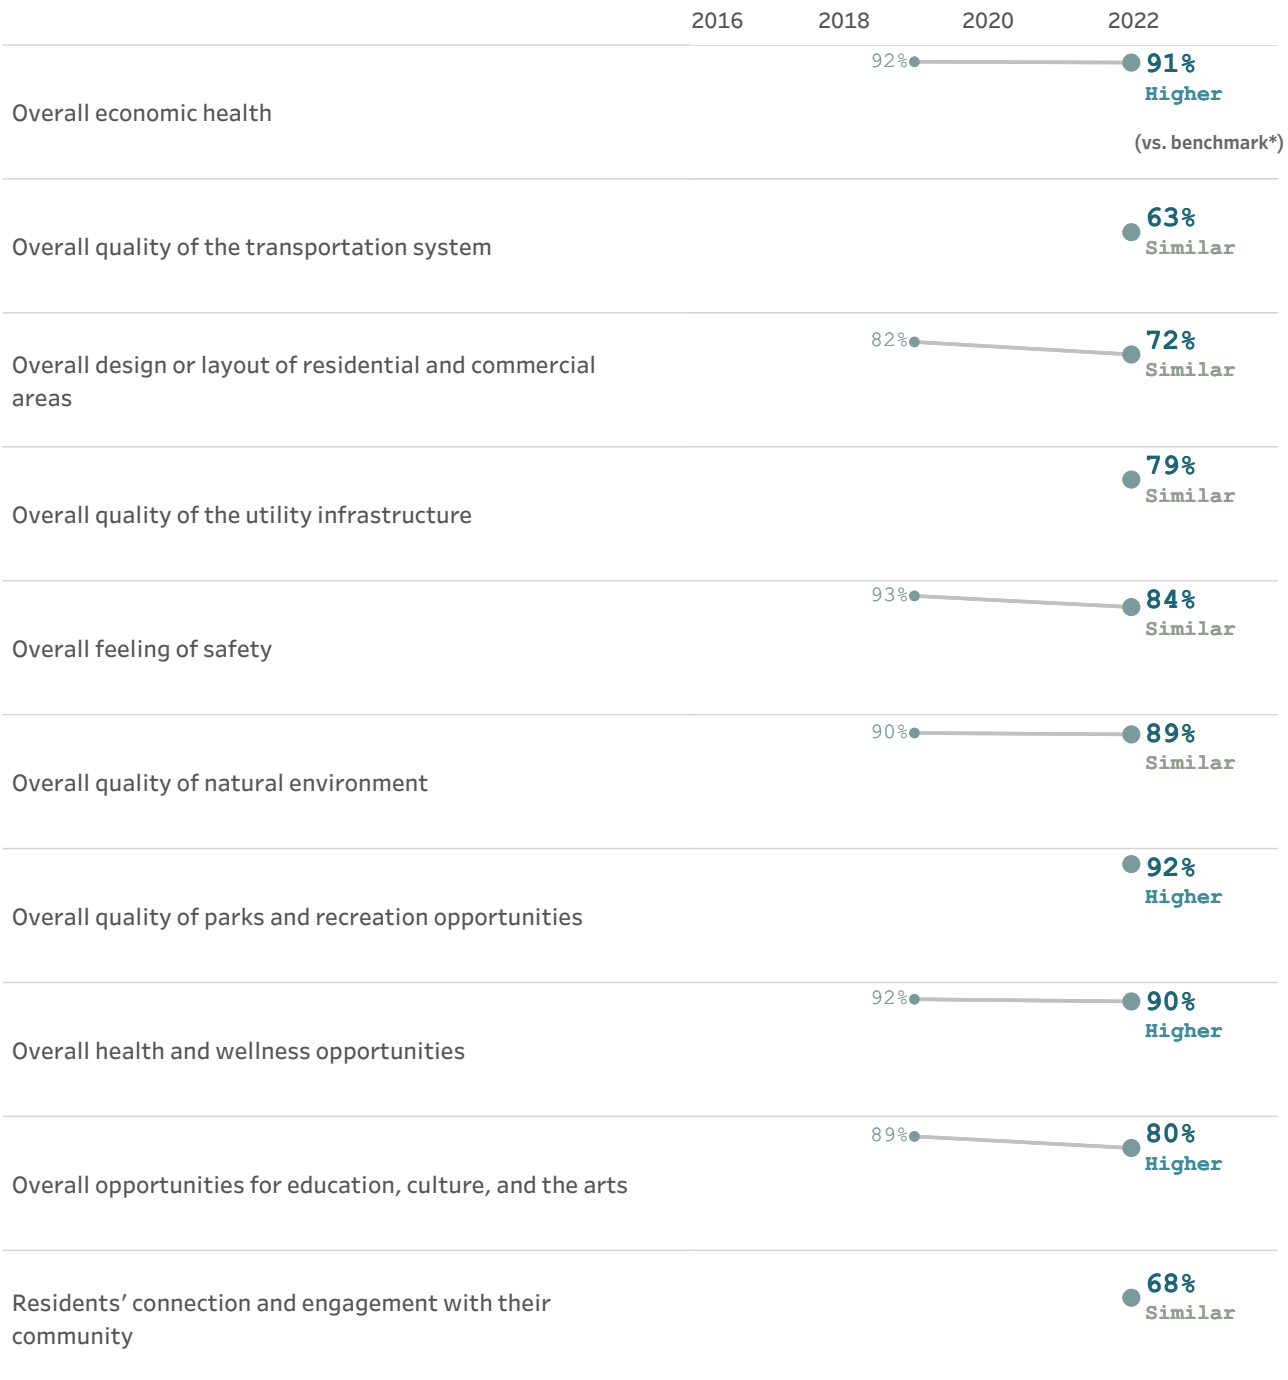 2016 2018 2020 2022
92% 91%
Higher
Overall economic health
(vs. benchmark*)
63%
Overall quality of the transportation system Similar
82% 72%
Similar
Overall design or layout of residential and commercial
areas
79%
Similar
Overall quality of the utility infrastructure
93% 84%
Similar
Overall feeling of safety
90% 89%
Similar
Overall quality of natural environment
92%
Higher
Overall quality of parks and recreation opportunities
92% 90%
Higher
Overall health and wellness opportunities
89% 80%
Higher
Overall opportunities for education, culture, and the arts
68%
Residents’ connection and engagement with their
Similar
community